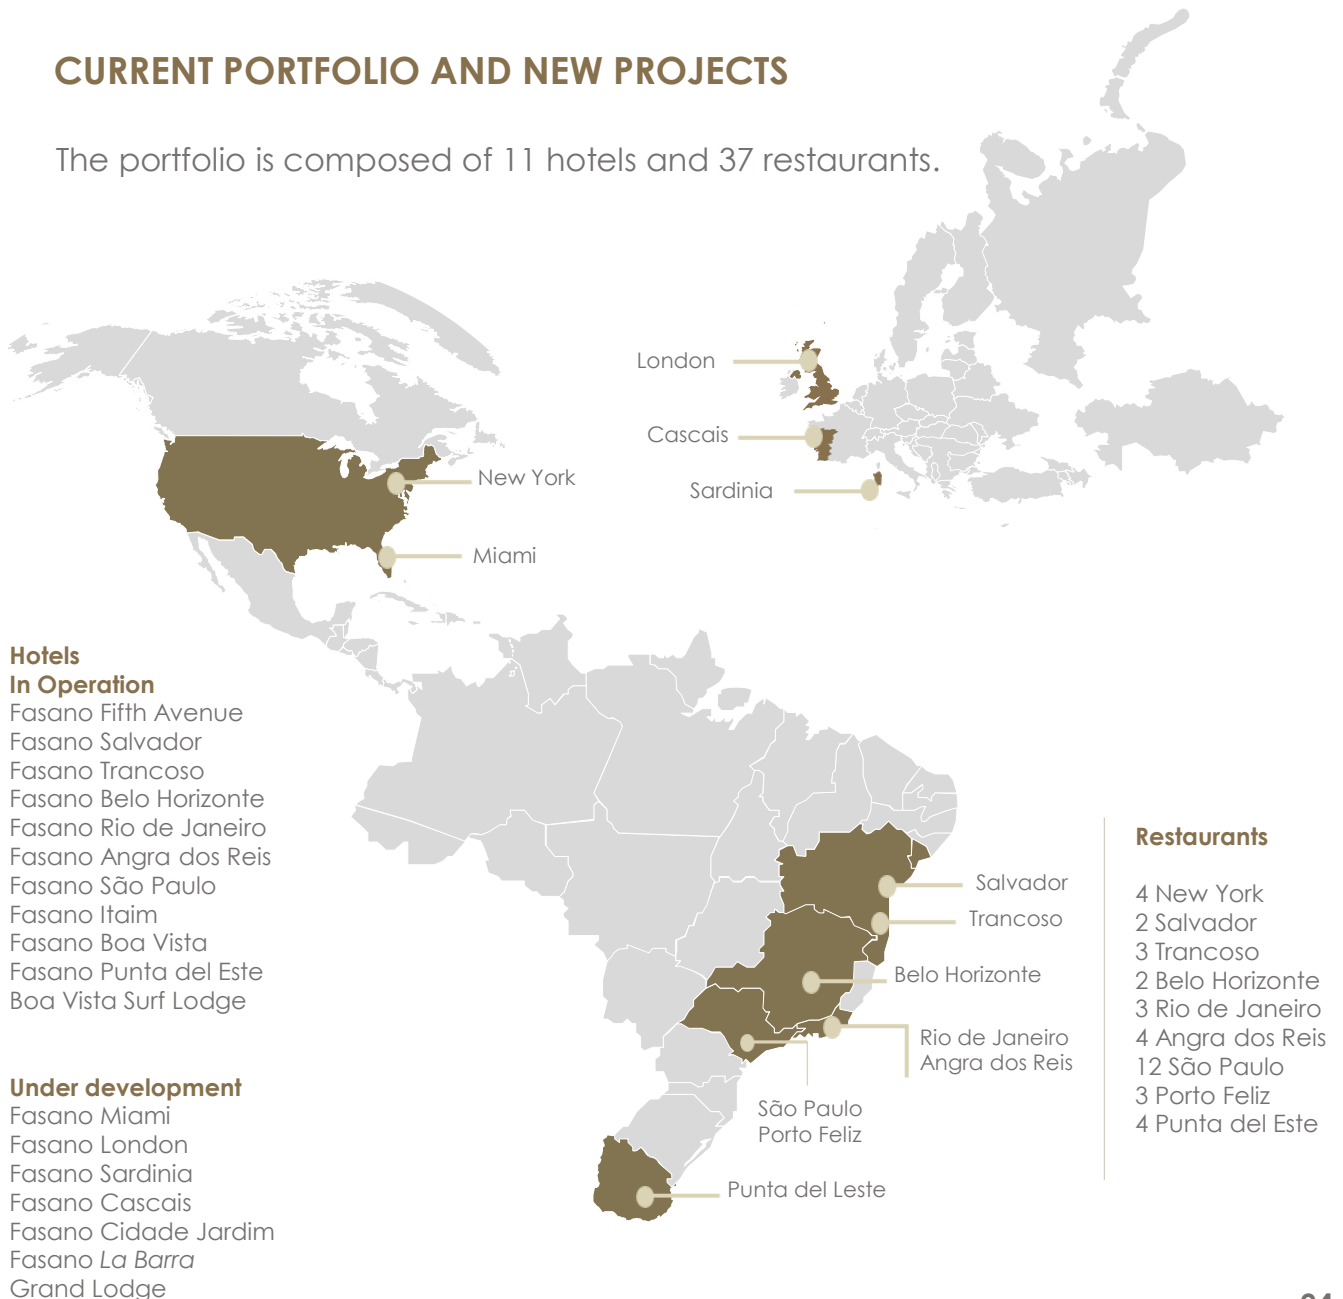 CURRENT PORTFOLIO AND NEW PROJECTS
The portfolio is composed of 11 hotels and 37 restaurants.
London
Cascais
Sardinia
New York
Miami
Hotels
In Operation
Fasano Fifth Avenue
Fasano Salvador
Fasano Trancoso
Fasano Belo Horizonte
Fasano Rio de Janeiro
Fasano Angra dos Reis
Fasano São Paulo
Fasano Itaim
Fasano Boa Vista
Fasano Punta del Este
Boa Vista Surf Lodge
Under development
Fasano Miami
Fasano London
Fasano Sardinia
Fasano Cascais
Fasano Cidade Jardim
Fasano La Barra
Grand Lodge
Salvador
Trancoso
Belo Horizonte
Rio de Janeiro
Angra dos Reis
São Paulo
Porto Feliz
Punta del Leste
Restaurants
4 New York
2 Salvador
3 Trancoso
2 Belo Horizonte
3 Rio de Janeiro
4 Angra dos Reis
12 São Paulo
3 Porto Feliz
4 Punta del Este